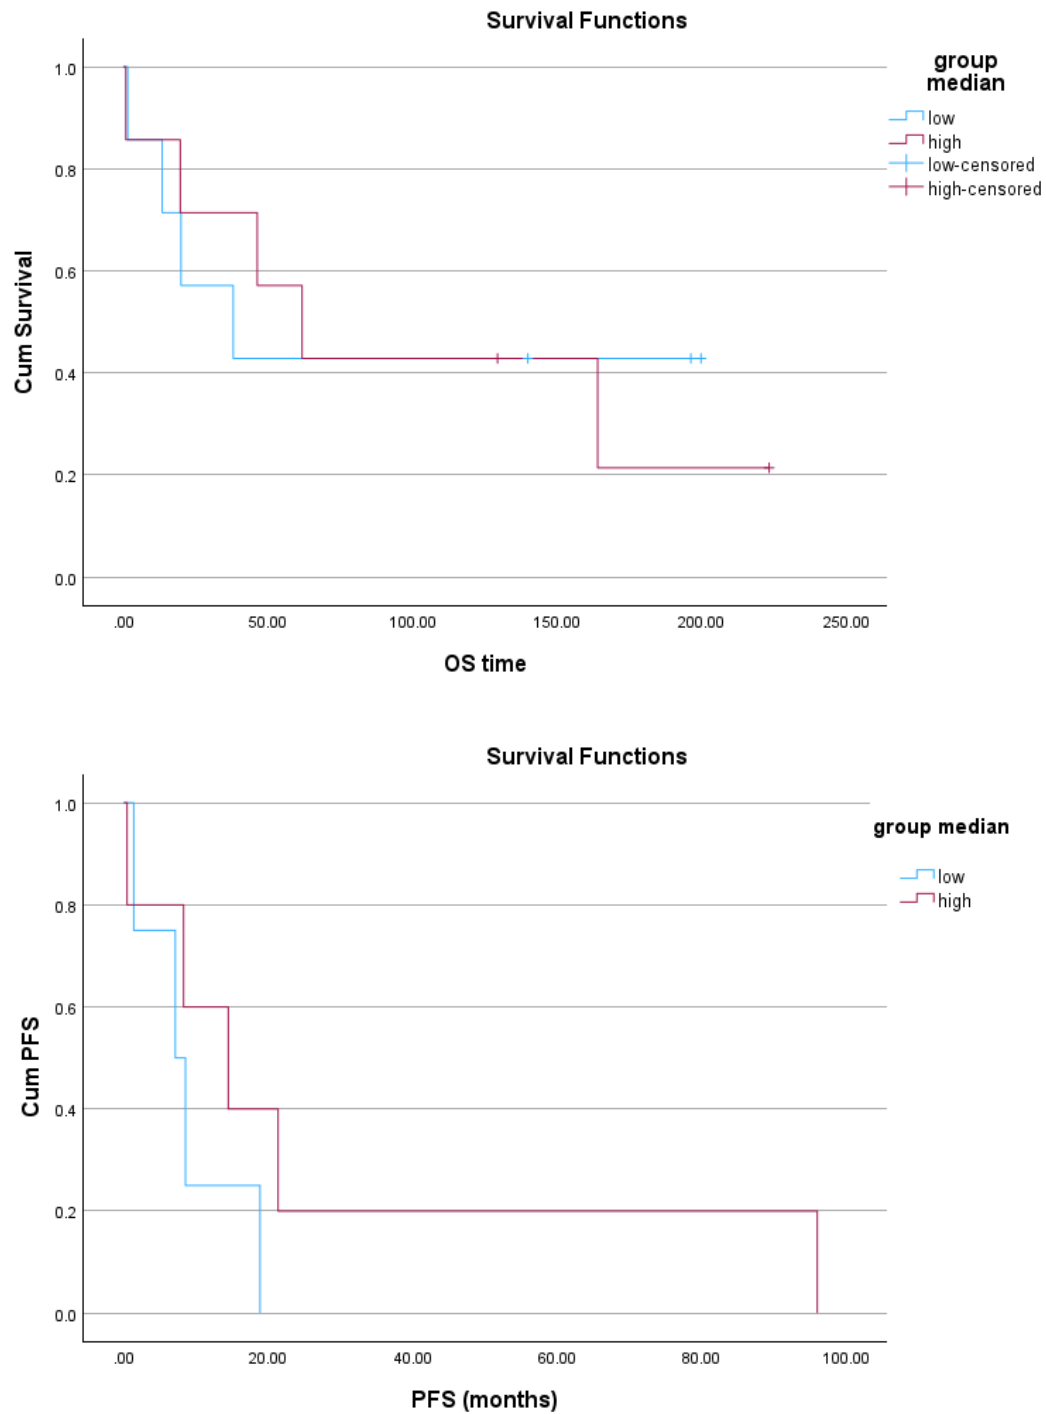 Survival Functions
group
median
low
high
low-censored
high-censored
Cum Survival
1.0
0.8
0.6
0.4
0.2
0.0
.00 50.00 100.00 150.00 200.00 250.00
OS time
Survival Functions
group median
low
high
Cum PFS
1.0
0.8
0.6
0.4
0.2
0.0
.00 20.00 40.00 60.00 80.00 100.00
PFS (months)